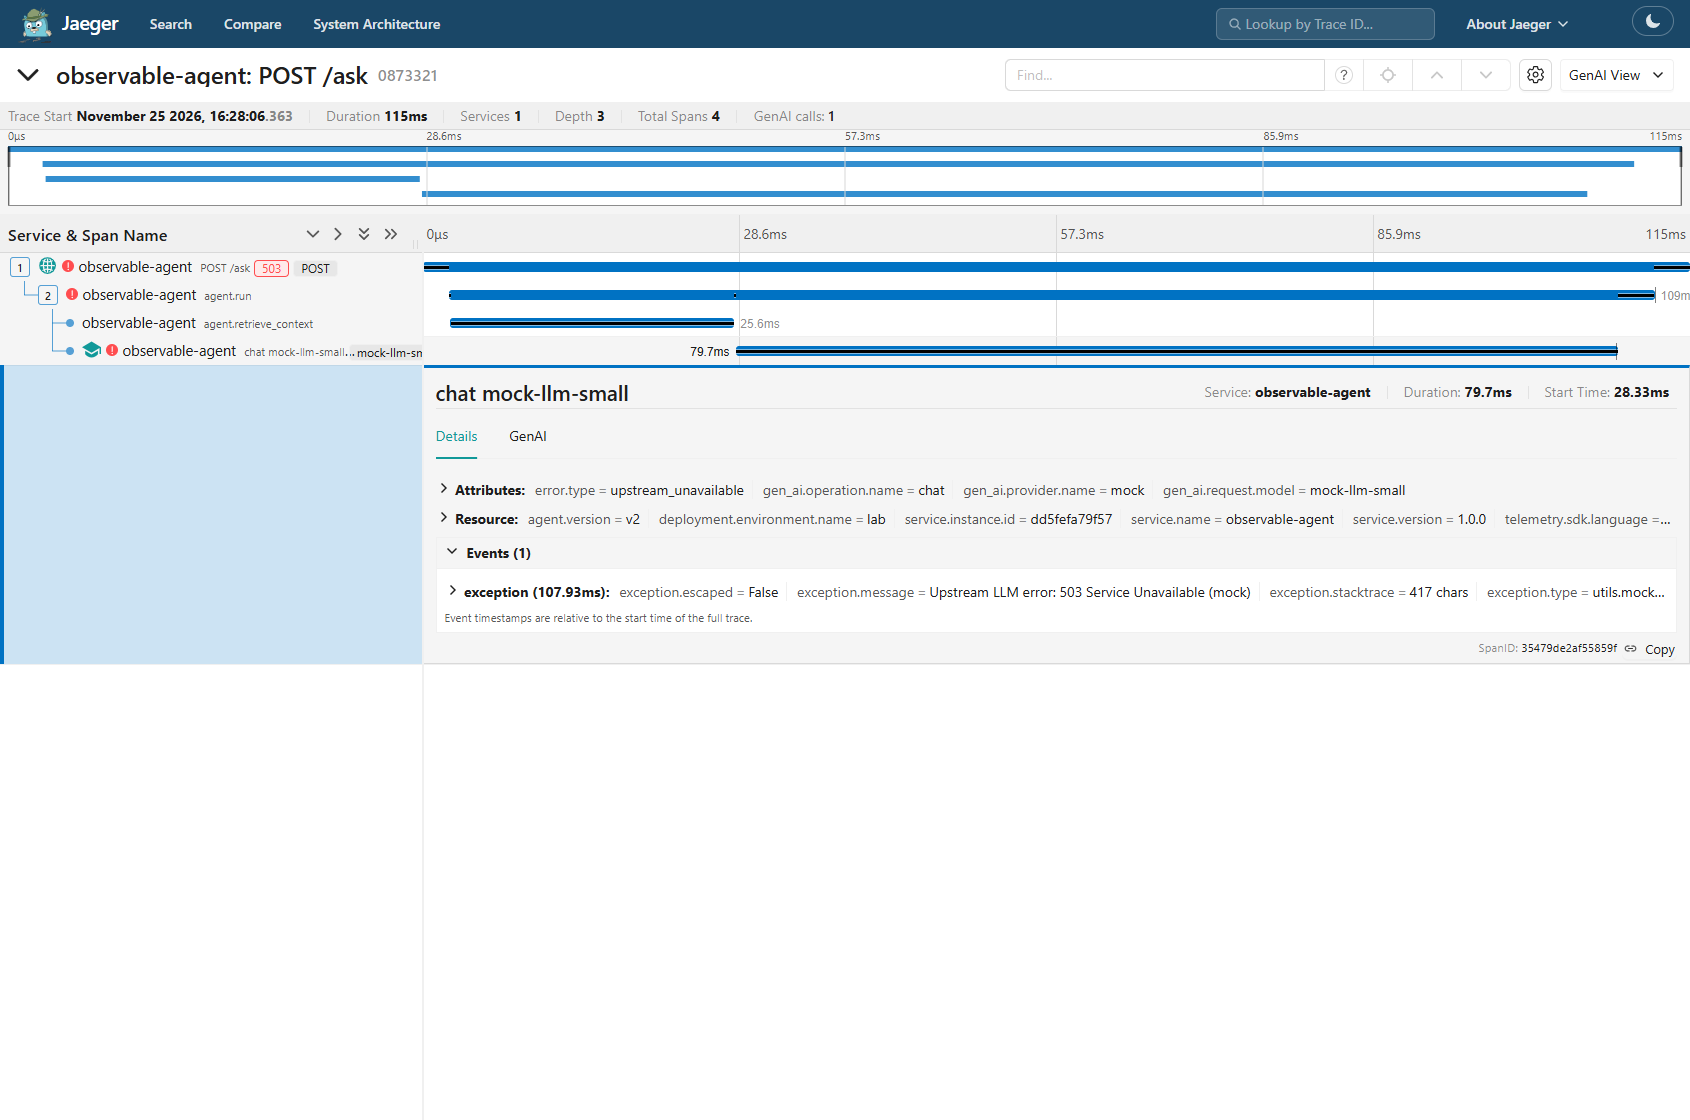 Jaeger Search Compare System Architecture Lookup by Trace ID... About Jaeger
observable-agent: POST /ask 0873321 Find... ? GenAI View
Trace Start November 25 2026, 16:28:06.363 Duration 115ms Services 1 Depth 3 Total Spans 4 GenAI calls: 1
0μs 28.6ms 57.3ms 85.9ms 115ms
Service & Span Name 0μs 28.6ms 57.3ms 85.9ms 115ms
1 observable-agent POST /ask 503 POST
2 observable-agent agent.run 109m
observable-agent agent.retrieve_context 25.6ms
observable-agent chat mock-llm-small... mock-llm-sm 79.7ms
chat mock-llm-small Service: observable-agent Duration: 79.7ms Start Time: 28.33ms
Details GenAI
Attributes: error.type = upstream_unavailable gen_ai.operation.name = chat gen_ai.provider.name = mock gen_ai.request.model = mock-llm-small
Resource: agent.version = v2 deployment.environment.name = lab service.instance.id = dd5fefa79f57 service.name = observable-agent service.version = 1.0.0 telemetry.sdk.language =...
Events (1)
exception (107.93ms): exception.escaped = False exception.message = Upstream LLM error: 503 Service Unavailable (mock) exception.stacktrace = 417 chars exception.type = utils.mock...
Event timestamps are relative to the start time of the full trace.
SpanID: 35479de2af55859f Copy